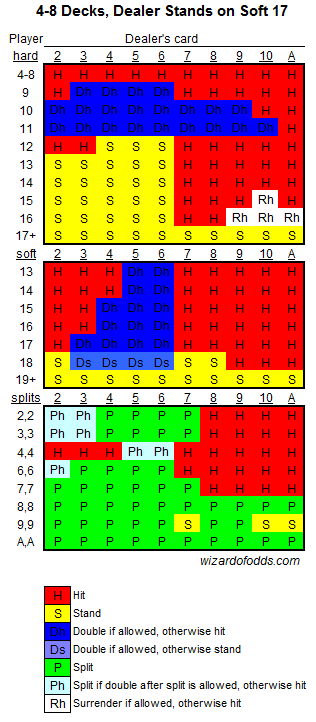 4-8 Decks, Dealer Stands on Soft 17
Player Dealer's card
hard 2 3 4 5 6 7 8 9 10 A
4-8 H H H H H H H H H H
9 H Dh Dh Dh Dh H H H H H
10 Dh Dh Dh Dh Dh Dh Dh Dh H H
11 Dh Dh Dh Dh Dh Dh Dh Dh Dh H
12 H H S S S H H H H H
13 S S S S S H H H H H
14 S S S S S H H H H H
15 S S S S S H H H Rh H
16 S S S S S H H Rh Rh Rh
17+ S S S S S S S S S S
soft 2 3 4 5 6 7 8 9 10 A
13 H H H Dh Dh H H H H H
14 H H H Dh Dh H H H H H
15 H H Dh Dh Dh H H H H H
16 H H Dh Dh Dh H H H H H
17 H Dh Dh Dh Dh H H H H H
18 S Ds Ds Ds Ds S S H H H
19+ S S S S S S S S S S
splits 2 3 4 5 6 7 8 9 10 A
2,2 Ph Ph P P P P H H H H
3,3 Ph Ph P P P P H H H H
4,4 H H H Ph Ph H H H H H
6,6 Ph P P P P H H H H H
7,7 P P P P P P H H H H
8,8 P P P P P P P P P P
9,9 P P P P P S P P S S
A,A P P P P P P P P P P
wizardofodds.com
H Hit
S Stand
Dh Double if allowed, otherwise hit
Ds Double if allowed, otherwise stand
P Split
Ph Split if double after split is allowed, otherwise hit
Rh Surrender if allowed, otherwise hit